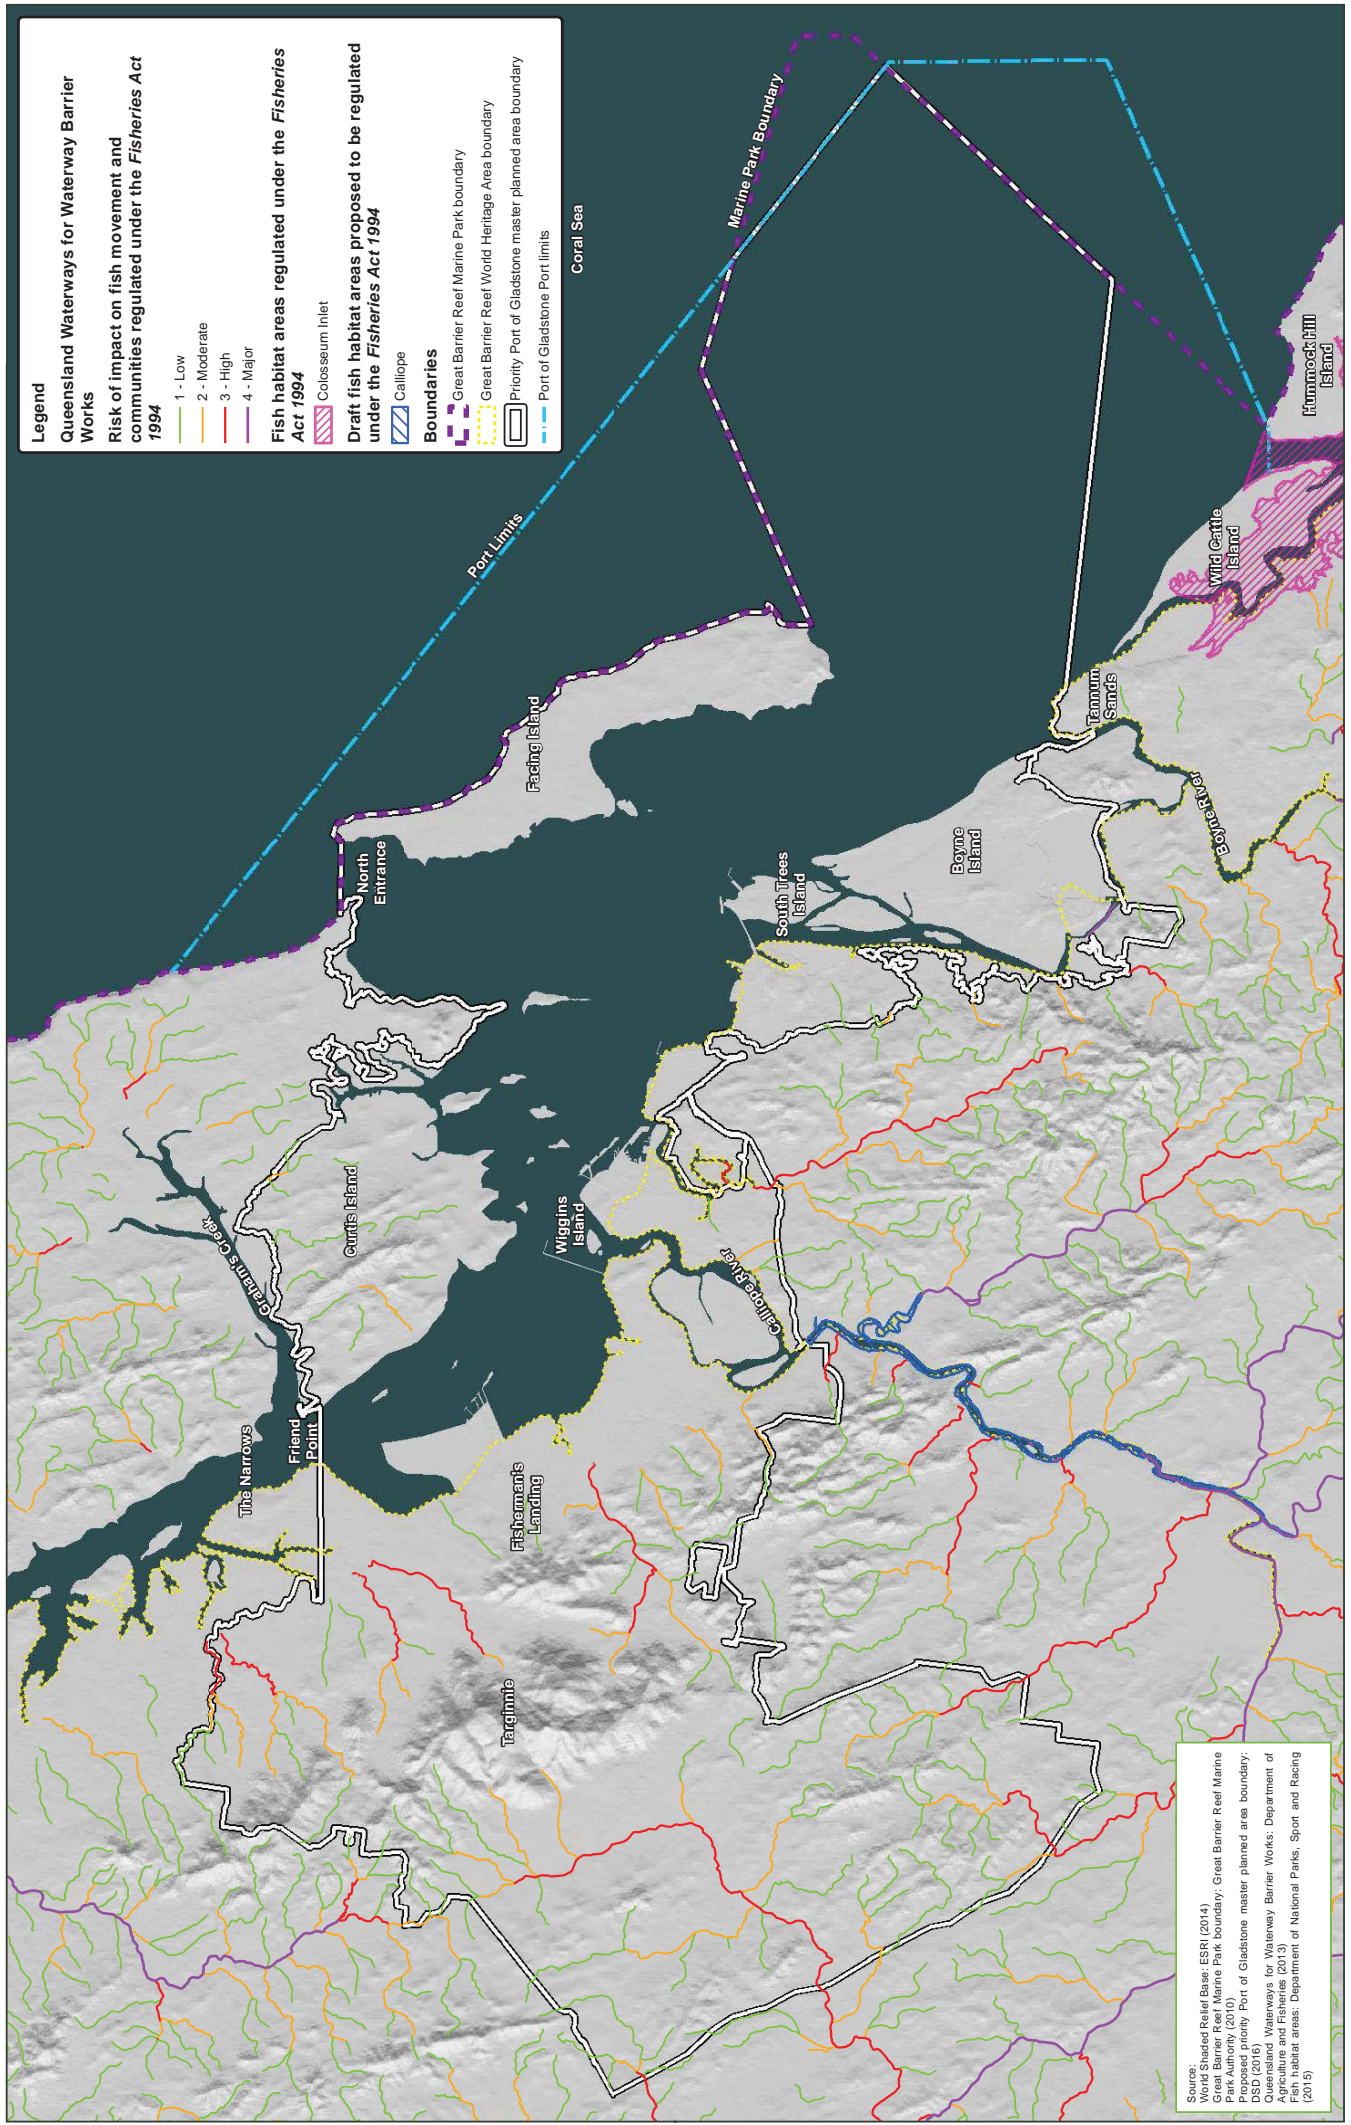 Legend
Queensland Waterways for Waterway Barrier
Works
Risk of impact on fish movement and
communities regulated under the Fisheries Act
1994
1 - Low
2 - Moderate
3 - High
4 - Major
Fish habitat areas regulated under the Fisheries
Act 1994
Colosseum Inlet
Draft fish habitat areas proposed to be regulated
under the Fisheries Act 1994
Calliope
Boundaries
Great Barrier Reef Marine Park boundary
Great Barrier Reef World Heritage Area boundary
Priority Port of Gladstone master planned area boundary
Port of Gladstone Port limits
Coral Sea
Marine Park Boundary
Port Limits
Facing Island
North
Entrance
Graham's Creek
Curtis Island
The Narrows
Friend
Point
Wiggins
Island
Calliope River
Fisherman's
Landing
Targinnie
South Trees
Island
Boyne
Island
Tannum
Sands
Boyne River
Wild Cattle
Island
Hummock Hill
Island
Source:
World Shaded Relief Base: ESRI (2014)
Great Barrier Reef Marine Park boundary: Great Barrier Reef Marine
Park Authority (2010)
Proposed priority Port of Gladstone master planned area boundary:
DSD (2016)
Queensland Waterways for Waterway Barrier Works: Department of
Agriculture and Fisheries (2013)
Fish habitat areas: Department of National Parks, Sport and Racing
(2015)